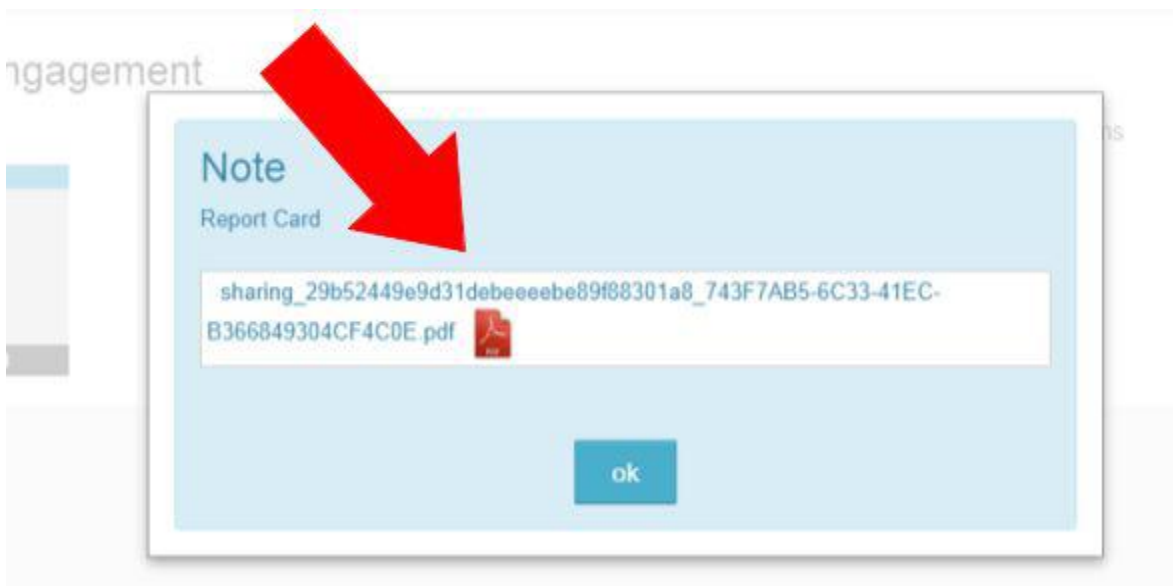 ngagement
Note
Report Card
sharing_29b52449e9d31debeeeebe89f88301a8_743F7AB5-6C33-41EC-
B366849304CF4C0E.pdf
ok